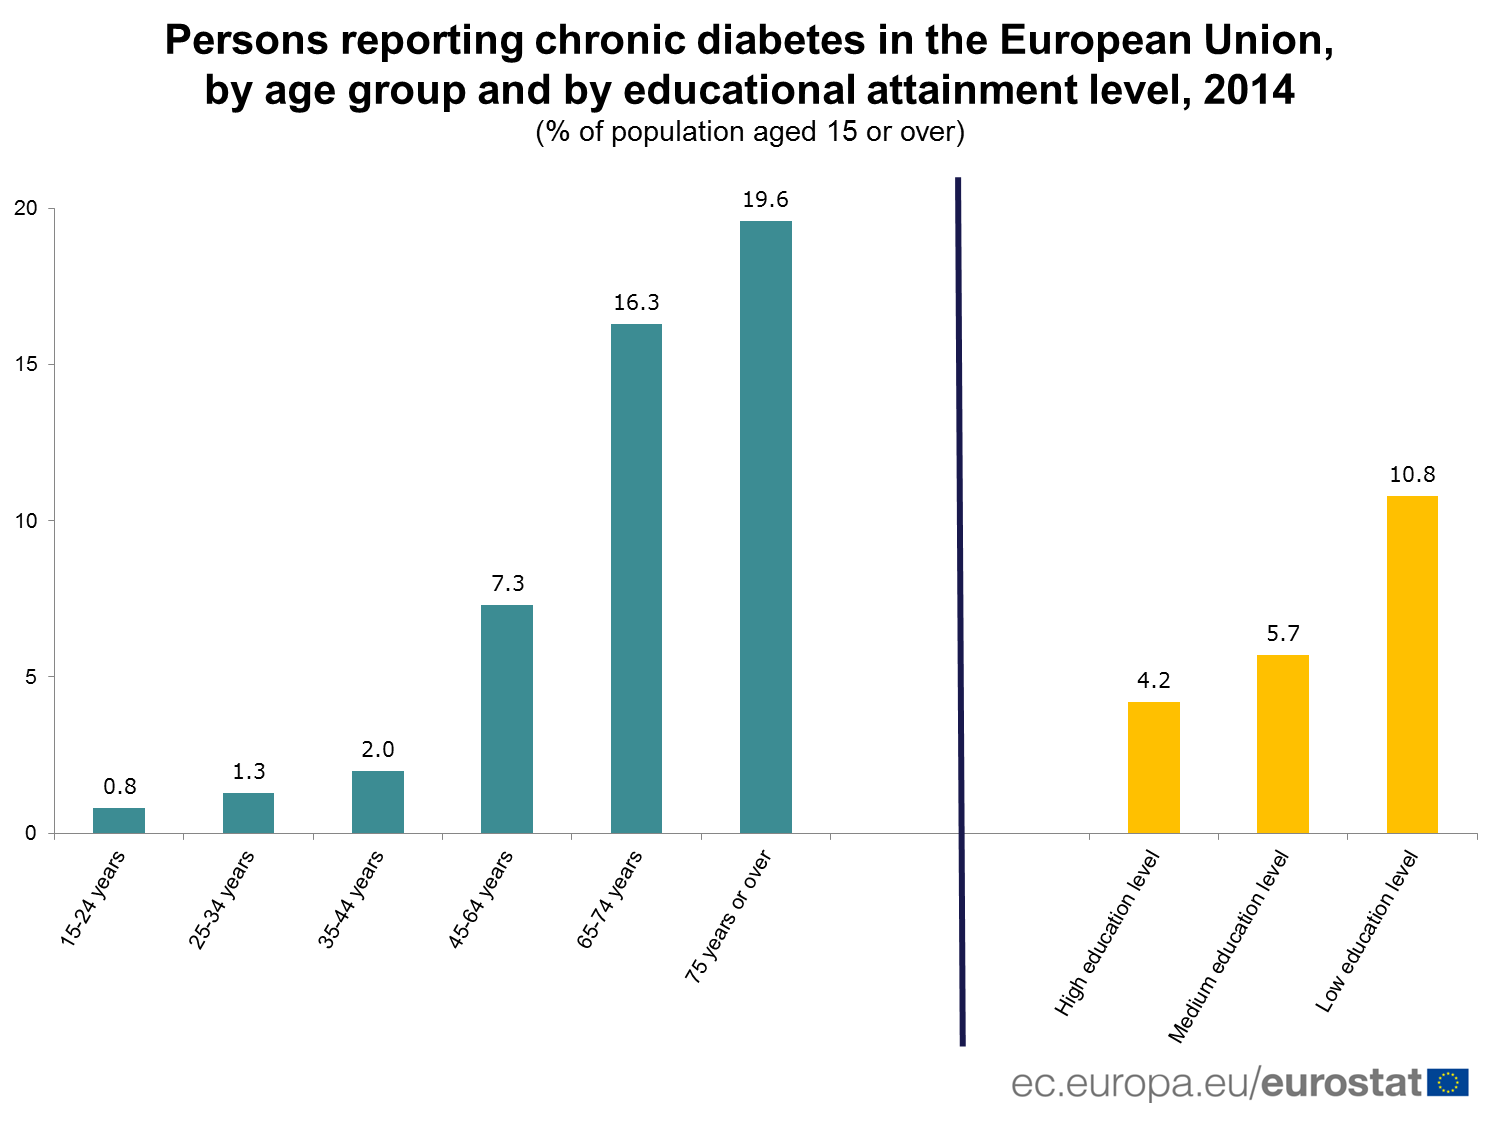 Persons reporting chronic diabetes in the European Union,
by age group and by educational attainment level, 2014
(% of population aged 15 or over)
20
15
10
5
0
0.8
1.3
2.0
7.3
16.3
19.6
4.2
5.7
10.8
15-24 years
25-34 years
35-44 years
45-64 years
65-74 years
75 years or over
High education level
Medium education level
Low education level
ec.europa.eu/eurostat